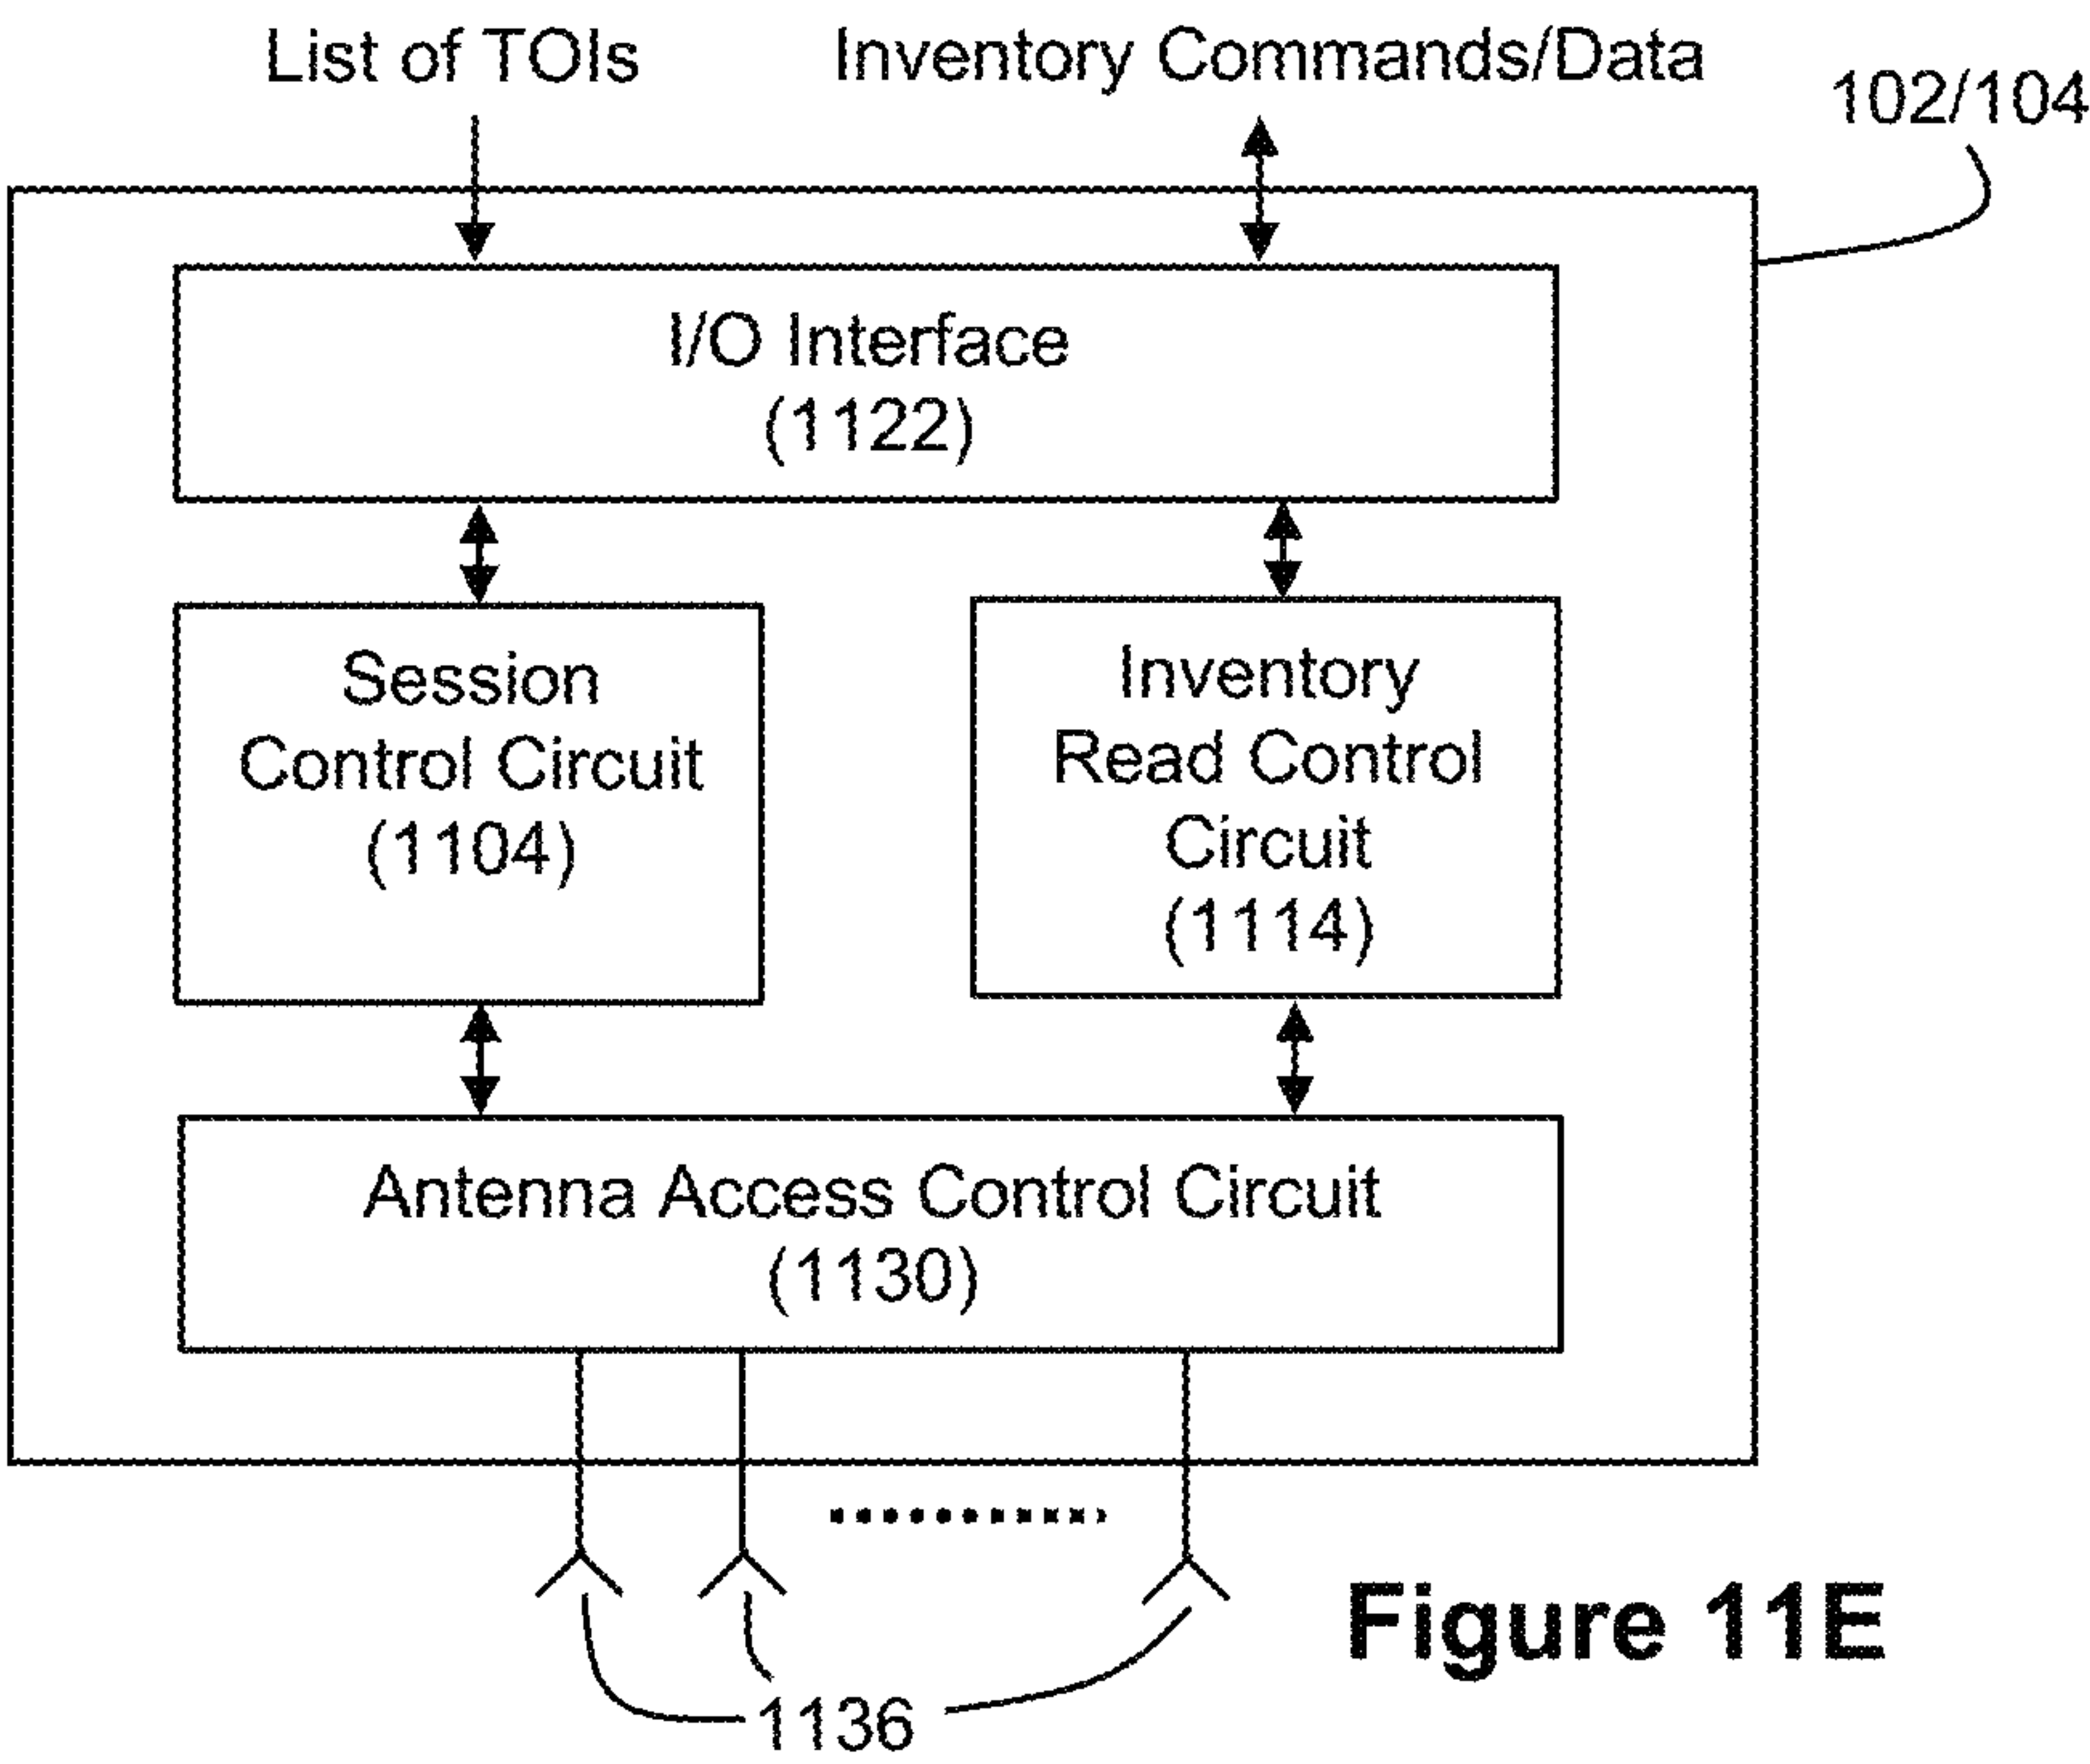 List of TOIs
Inventory Commands/Data
102/104
I/O Interface
(1122)
Session
Control Circuit
(1104)
Inventory
Read Control
Circuit
(1114)
Antenna Access Control Circuit
(1130)
1136
Figure 11E